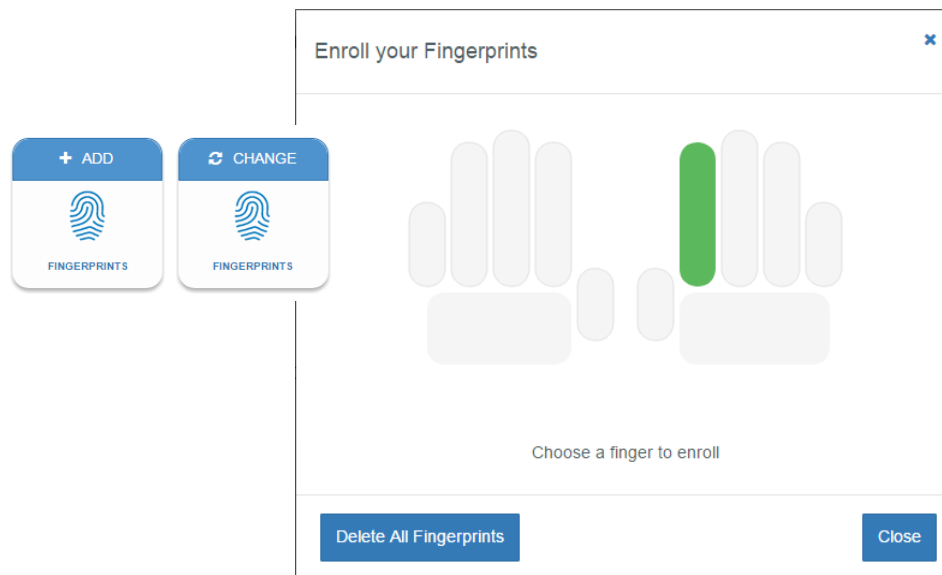 Enroll your Fingerprints
ADD
CHANGE
FINGERPRINTS
FINGERPRINTS
Choose a finger to enroll
Delete All Fingerprints
Close